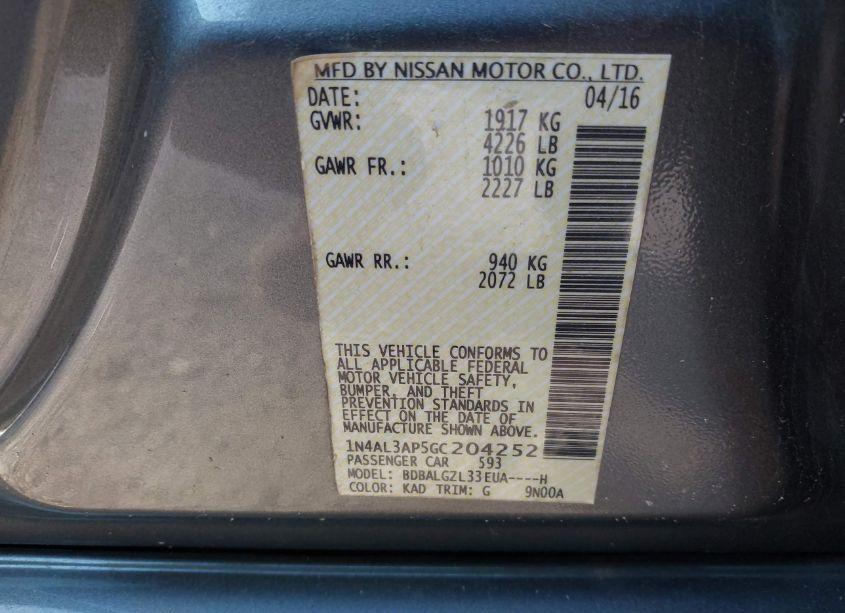 MFD BY NISSAN MOTOR CO., LTD.
DATE: 04/16
GVWR: 1917 KG
4226 LB
GAWR FR.: 1010 KG
2227 LB
GAWR RR.: 940 KG
2072 LB
THIS VEHICLE CONFORMS TO
ALL APPLICABLE FEDERAL
MOTOR VEHICLE SAFETY,
BUMPER, AND THEFT
PREVENTION STANDARDS IN
EFFECT ON THE DATE OF
MANUFACTURE SHOWN ABOVE.
1N4AL3AP5GC204252
PASSENGER CAR 593
MODEL: BDBALGZL33EUA----H
COLOR: KAD TRIM: G 9N00A